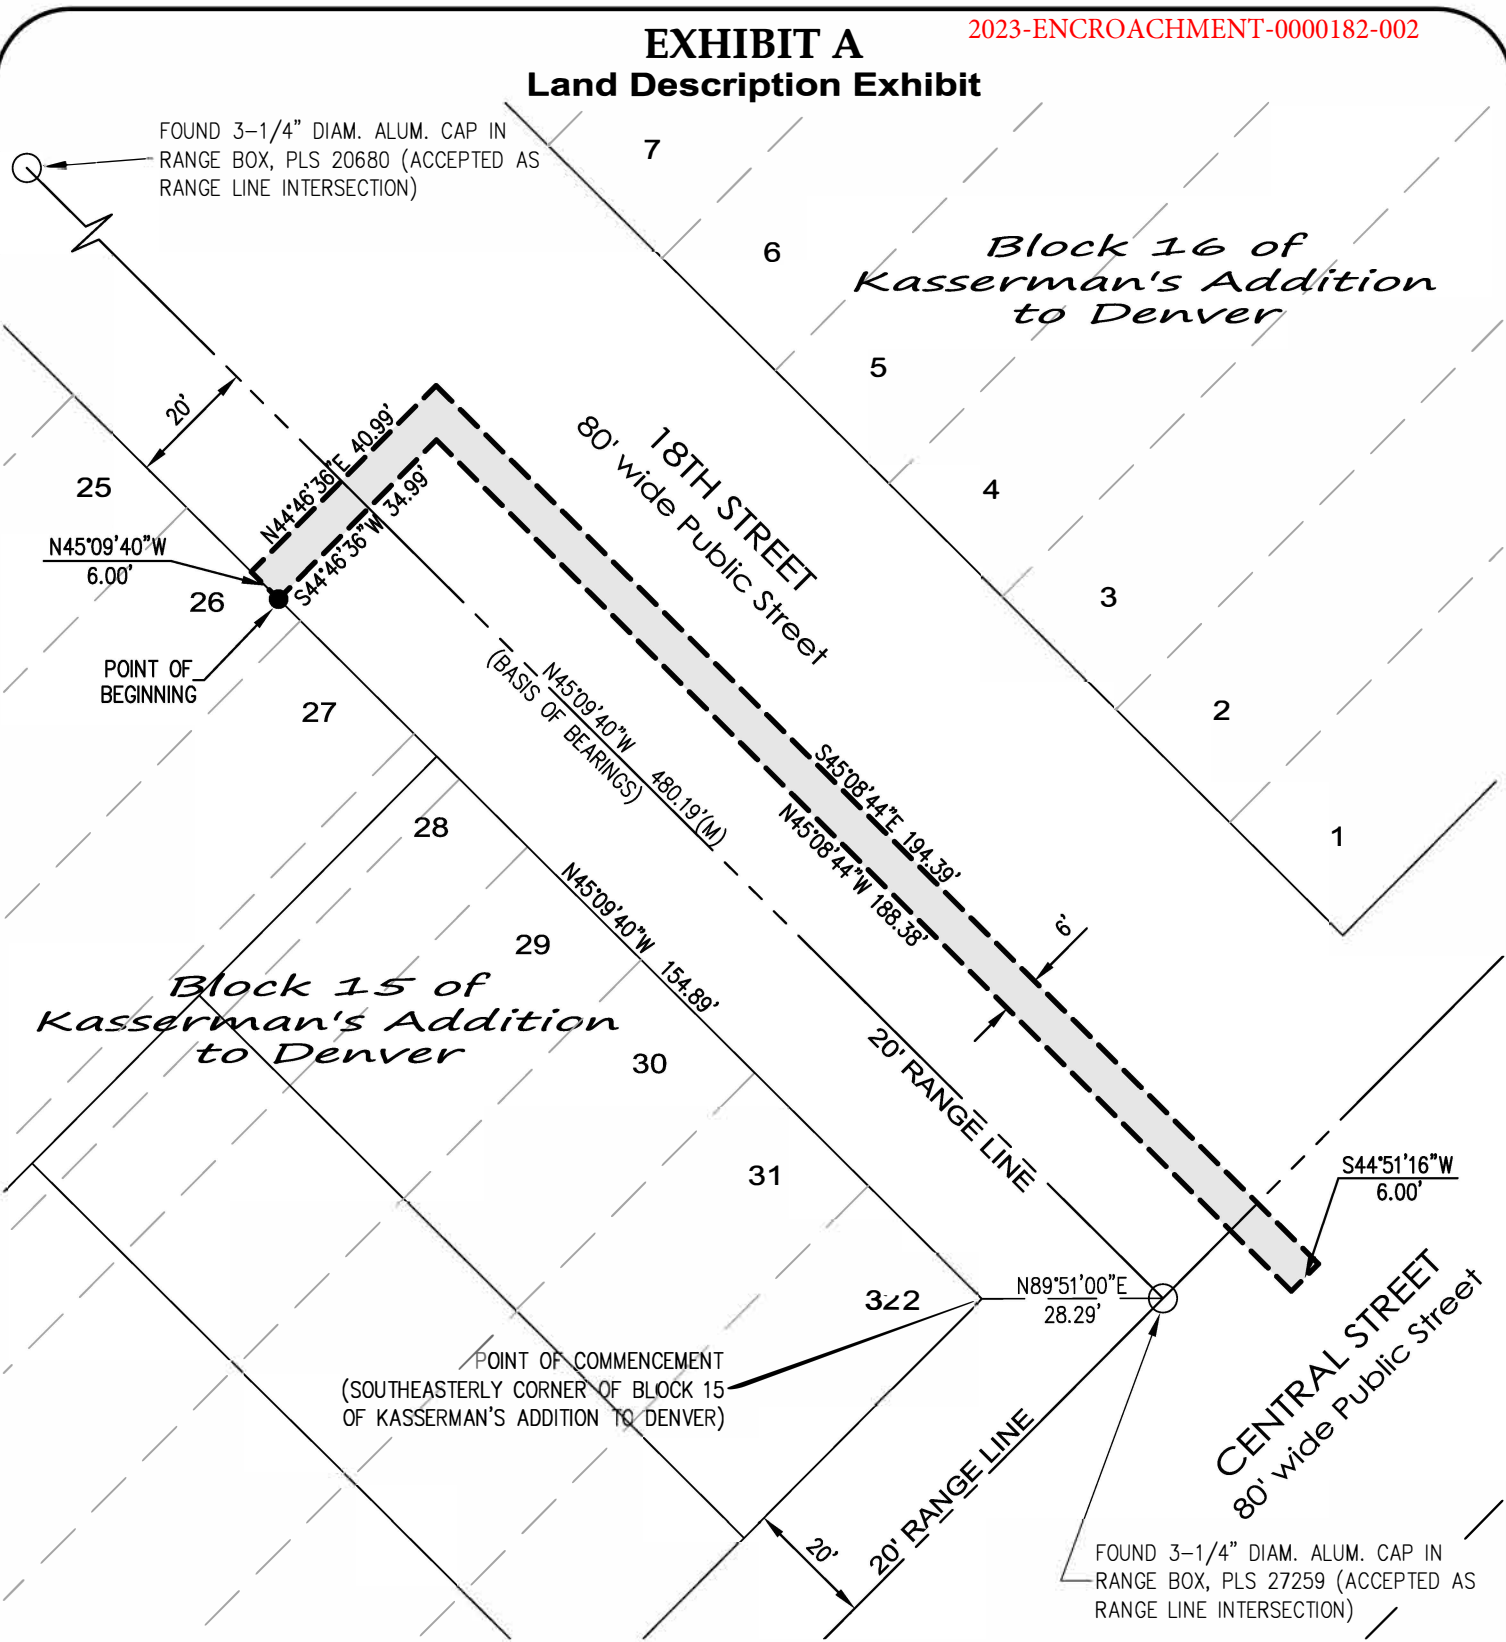 EXHIBIT A
2023-ENCROACHMENT-0000182-002
Land Description Exhibit
FOUND 3-1/4" DIAM. ALUM. CAP IN
RANGE BOX, PLS 20680 (ACCEPTED AS
RANGE LINE INTERSECTION)
7
6
Block 16 of
Kasserman's Addition
to Denver
5
4
3
2
1
20'
N44°46'36"E 40.99'
S44°46'36"W 34.99'
18TH STREET
80' wide Public Street
25
N45°09'40"W
6.00'
26
POINT OF
BEGINNING
27
28
29
30
31
N45°09'40"W 480.19'(M)
(BASIS OF BEARINGS)
S45°08'44"E 194.39'
N45°08'44"W 188.38'
6'
N45°09'40"W 154.89'
Block 15 of
Kasserman's Addition
to Denver
20' RANGE LINE
S44°51'16"W
6.00'
N89°51'00"E
28.29'
POINT OF COMMENCEMENT
(SOUTHEASTERLY CORNER OF BLOCK 15
OF KASSERMAN'S ADDITION TO DENVER)
CENTRAL STREET
80' wide Public Street
20' RANGE LINE
20'
FOUND 3-1/4" DIAM. ALUM. CAP IN
RANGE BOX, PLS 27259 (ACCEPTED AS
RANGE LINE INTERSECTION)